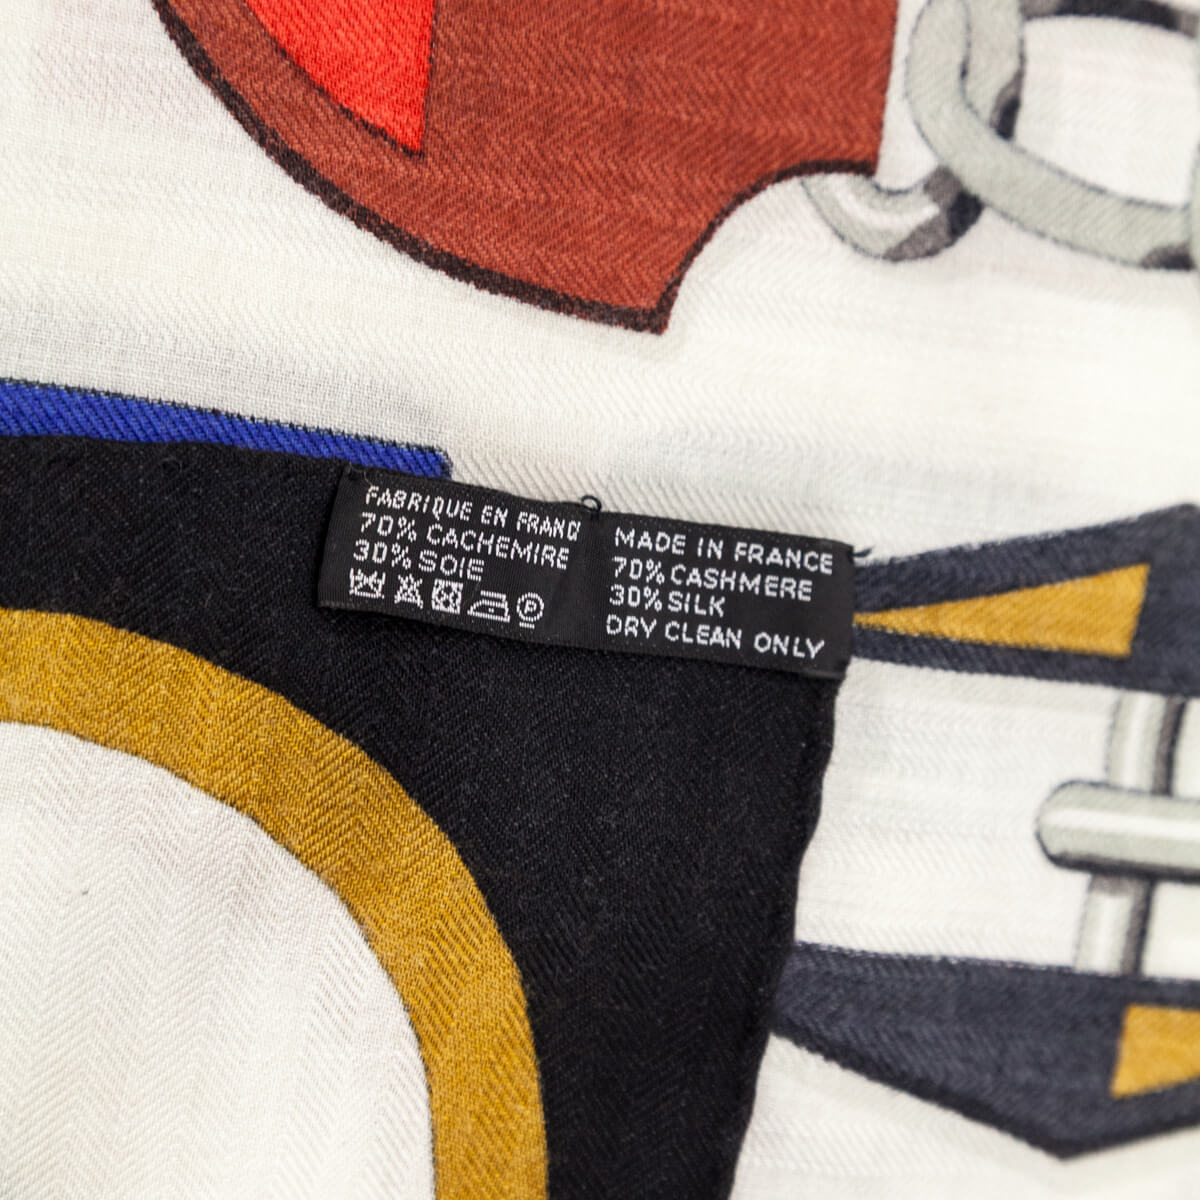 FABRIQUE EN FRANC
70% CACHEMIRE
30% SOIE
P
MADE IN FRANCE
70% CASHMERE
30% SILK
DRY CLEAN ONLY